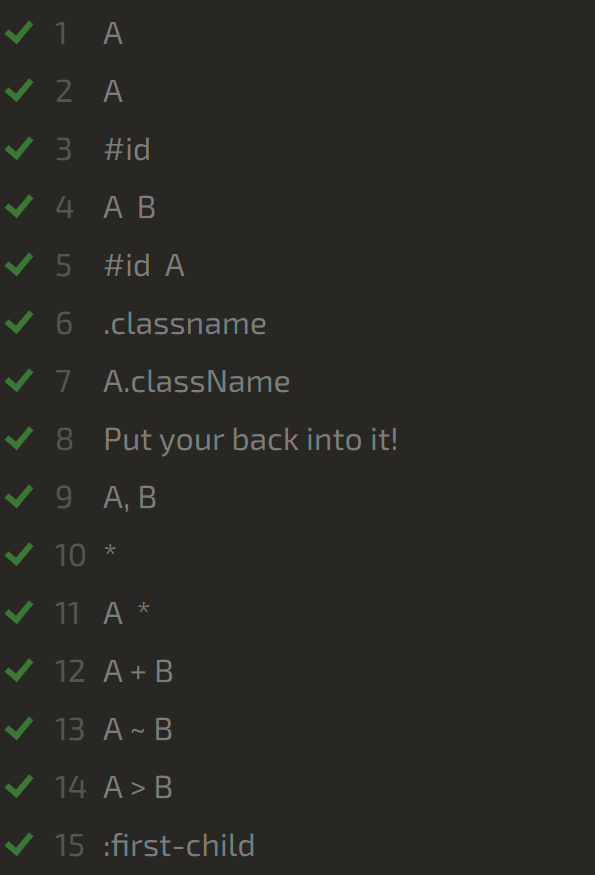 1 A
2 A
3 #id
4 A B
5 #id A
6 .classname
7 A.className
8 Put your back into it!
9 A, B
10 *
11 A *
12 A + B
13 A ~ B
14 A > B
15 :first-child